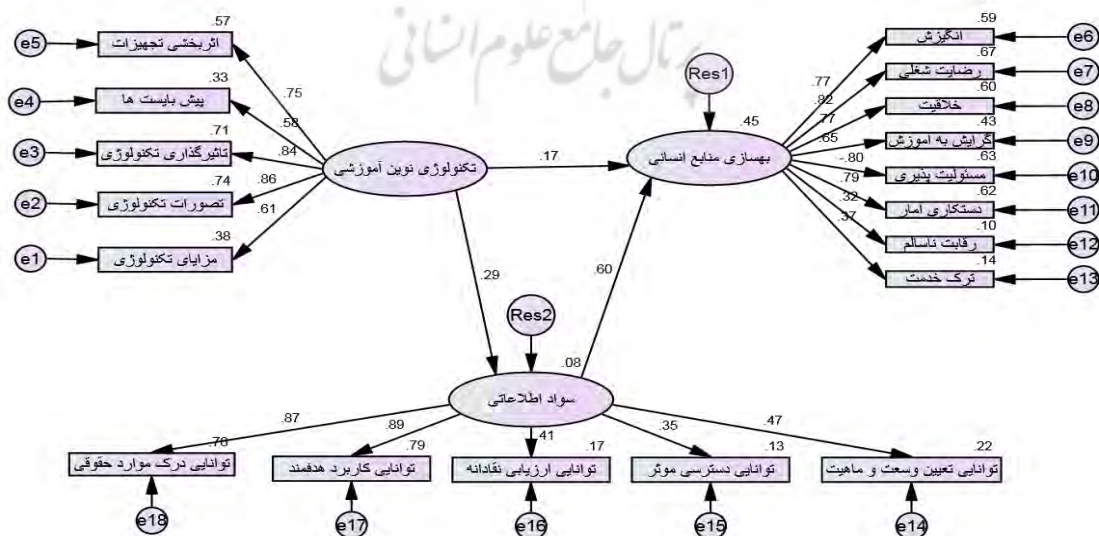 پرتال جامع علوم انسانی
.57
e5
اثربخشی تجهیزات
.75
.33
e4
پیش بایست ها
.58
.71
e3
تاثیرگذاری تکنولوژی
.84
.74
e2
تصورات تکنولوژی
.86
.38
e1
مزایای تکنولوژی
.61
تکنولوژی نوین آموزشی
.17
.29
Res1
.45
بهسازی منابع انسانی
.60
.59
انگیزش
e6
.77
.67
رضایت شغلی
e7
.82
.60
خلاقیت
e8
.77
.43
گرایش به اموزش
e9
.65
.63
مسئولیت پذیری
e10
-.80
.62
دستکاری امار
e11
.79
.10
رقابت ناسالم
e12
.32
.14
ترک خدمت
e13
.37
Res2
.08
سواد اطلاعاتی
.87
.89
.41
.35
.47
.76
توانایی درک موارد حقوقی
e18
.79
توانایی کاربرد هدفمند
e17
.17
توانایی ارزیابی نقادانه
e16
.13
توانایی دسترسی موثر
e15
.22
توانایی تعیین وسعت و ماهیت
e14